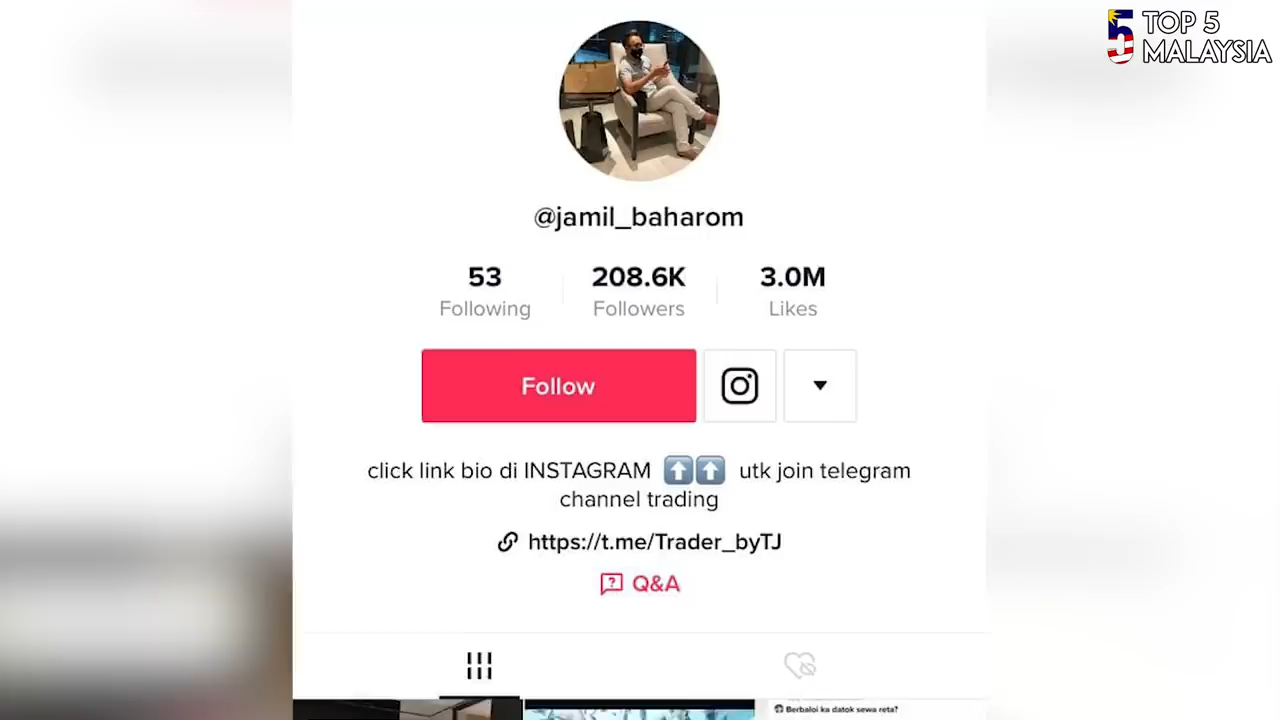 5 TOP 5
MALAYSIA
@jamil_baharom
53 208.6K 3.0M
Following Followers Likes
Follow
click link bio di INSTAGRAM ⬆️⬆️ utk join telegram
channel trading
https://t.me/Trader_byTJ
Q&A
Berbaloi ka datok sewa reta?